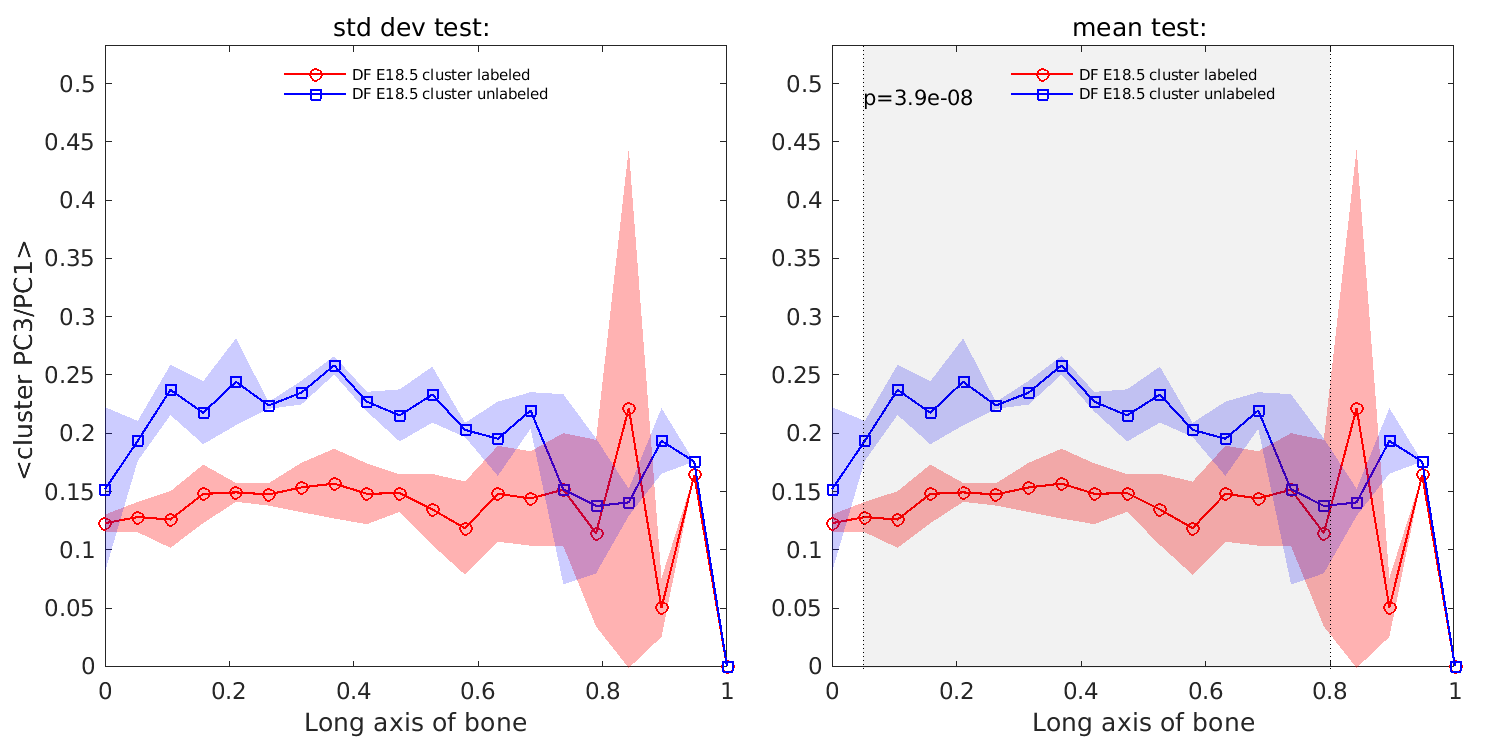 std dev test:
DF E18.5 cluster labeled
DF E18.5 cluster unlabeled
<cluster PC3/PC1>
0.5
0.45
0.4
0.35
0.3
0.25
0.2
0.15
0.1
0.05
0
0 0.2 0.4 0.6 0.8 1
Long axis of bone
mean test:
DF E18.5 cluster labeled
DF E18.5 cluster unlabeled
p=3.9e-08
0.5
0.45
0.4
0.35
0.3
0.25
0.2
0.15
0.1
0.05
0
0 0.2 0.4 0.6 0.8 1
Long axis of bone